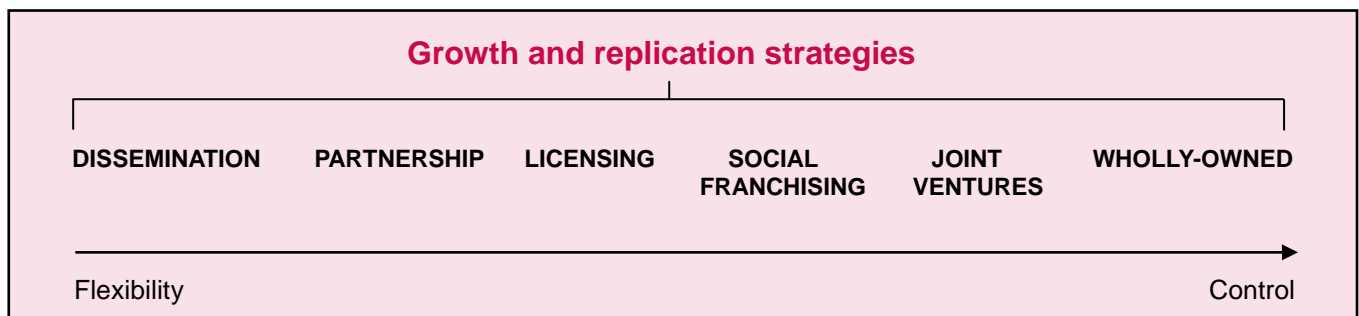 Growth and replication strategies
DISSEMINATION PARTNERSHIP LICENSING SOCIAL FRANCHISING JOINT VENTURES WHOLLY-OWNED
Flexibility Control